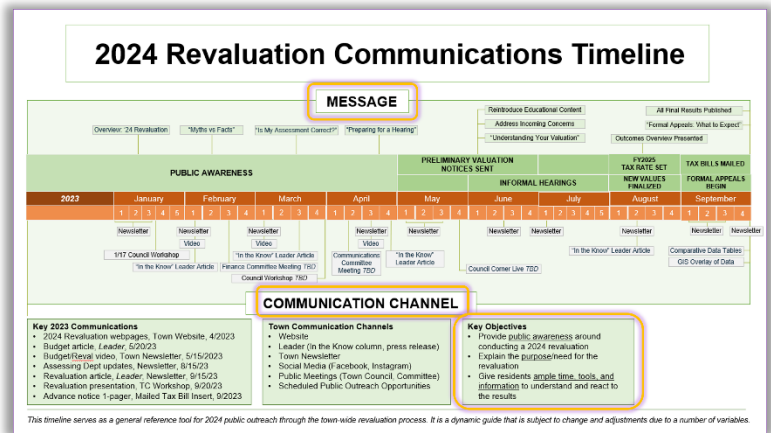 2024 Revaluation Communications Timeline
MESSAGE
Reintroduce Educational Content
All Final Results Published
Overview: '24 Revaluation
"Myths vs Facts"
"Is My Assessment Correct?"
"Preparing for a Hearing"
Address Incoming Concerns
"Formal Appeals: What to Expect"
"Understanding Your Valuation"
Outcomes Overview Presented
PUBLIC AWARENESS
PRELIMINARY VALUATION
NOTICES SENT
FY2025
TAX RATE SET
TAX BILLS MAILED
INFORMAL HEARINGS
NEW VALUES
FINALIZED
FORMAL APPEALS
BEGIN
2023 January February March April May June July August September
1 2 3 4 5 1 2 3 4 1 2 3 4 1 2 3 4 1 2 3 4 1 2 3 4 1 2 3 4 1 2 3 4 1 2 3 4
Newsletter Newsletter Newsletter Newsletter Newsletter Newsletter Newsletter Newsletter Newsletter
Video Video
1/17 Council Workshop
"In the Know" Leader Article
"In the Know" Leader Article
Finance Committee Meeting TBD
Council Workshop TBD
Communications
Committee
Meeting TBD
"In the Know"
Leader Article
Council Corner Live TBD
"In the Know" Leader Article
Comparative Data Tables
GIS Overlay of Data
COMMUNICATION CHANNEL
Key 2023 Communications
• 2024 Revaluation webpages, Town Website, 4/2023
• Budget article, Leader, 5/20/23
• Budget/Reval video, Town Newsletter, 5/15/2023
• Assessing Dept updates, Newsletter, 8/15/23
• Revaluation article, Leader, Newsletter, 9/15/23
• Revaluation presentation, TC Workshop, 9/20/23
• Advance notice 1-pager, Mailed Tax Bill Insert, 9/2023
Town Communication Channels
• Website
• Leader (In the Know column, press release)
• Town Newsletter
• Social Media (Facebook, Instagram)
• Public Meetings (Town Council, Committee)
• Scheduled Public Outreach Opportunities
Key Objectives
• Provide public awareness around
conducting a 2024 revaluation
• Explain the purpose/need for the
revaluation
• Give residents ample time, tools, and
information to understand and react to
the results
This timeline serves as a general reference tool for 2024 public outreach through the town-wide revaluation process. It is a dynamic guide that is subject to change and adjustments due to a number of variables.